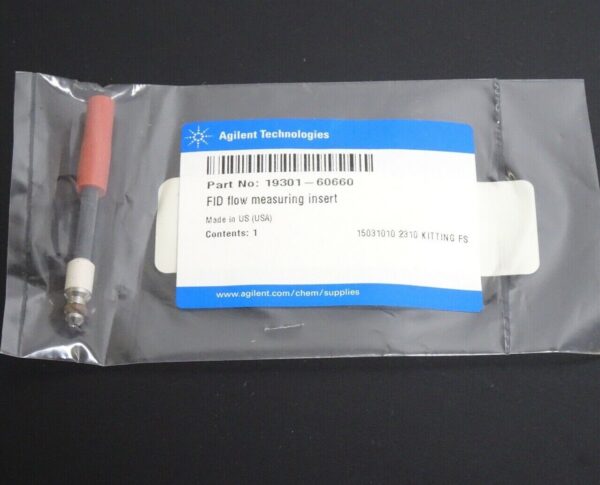 Agilent Technologies
Part No: 19301-60660
FID flow measuring insert
Made in US (USA)
Contents: 1
15031010 2310 KITTING FS
www.agilent.com/chem/supplies